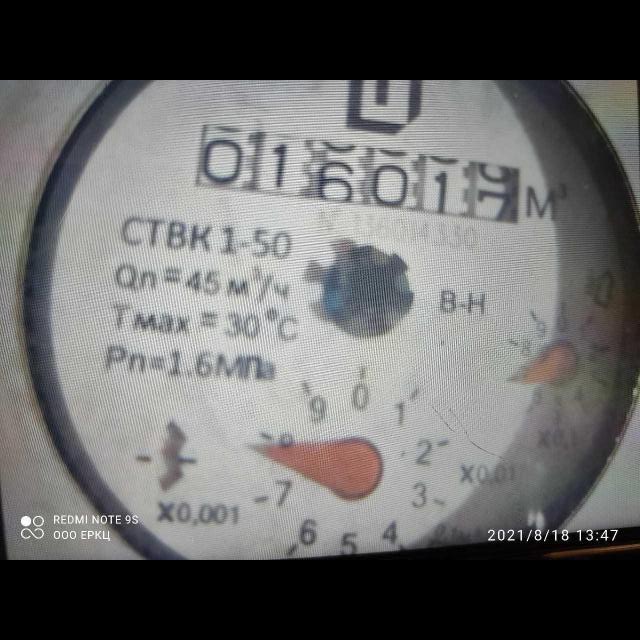 016017 М³
СТВК 1-50
Qn=45 м³/ч
Тмах = 30°С
Pn=1.6МПа
В-Н
9 0 1
8 2
7 3
6 5 4
X0,01
X0,1
X0,001
REDMI NOTE 9S
ООО ЕРКЦ
2021/8/18 13:47